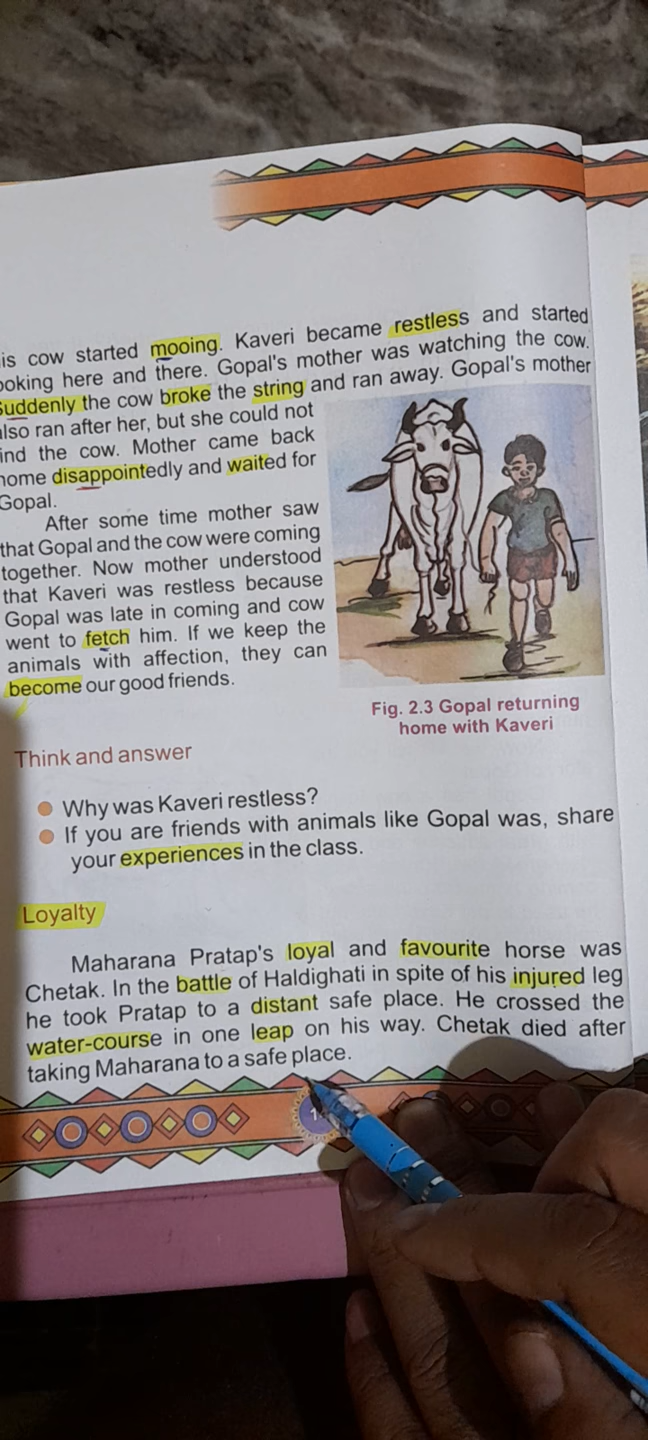 is cow started mooing. Kaveri became restless and started
ooking here and there. Gopal's mother was watching the cow.
Suddenly the cow broke the string and ran away. Gopal's mother
also ran after her, but she could not
ind the cow. Mother came back
home disappointedly and waited for
Gopal.
After some time mother saw
that Gopal and the cow were coming
together. Now mother understood
that Kaveri was restless because
Gopal was late in coming and cow
went to fetch him. If we keep the
animals with affection, they can
become our good friends.
Fig. 2.3 Gopal returning
home with Kaveri
Think and answer
● Why was Kaveri restless?
● If you are friends with animals like Gopal was, share
your experiences in the class.
Loyalty
Maharana Pratap's loyal and favourite horse was
Chetak. In the battle of Haldighati in spite of his injured leg
he took Pratap to a distant safe place. He crossed the
water-course in one leap on his way. Chetak died after
taking Maharana to a safe place.